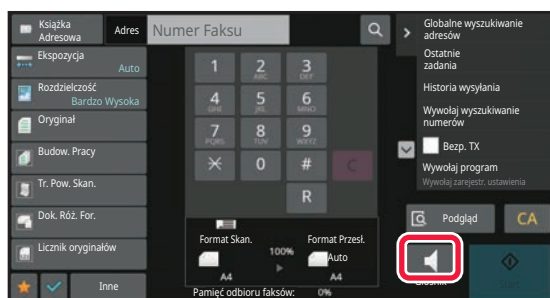 Książka
Adresowa
Adres
Numer Faksu
Ekspozycja
Auto
Rozdzielczość
Bardzo Wysoka
Oryginał
Budow. Pracy
Tr. Pow. Skan.
Dok. Róż. For.
Licznik oryginałów
Inne
1
2
ABC
3
DEF
4
GHI
5
JKL
6
MNO
7
PQRS
8
TUV
9
WXYZ
0
#
C
R
Format Skan.
100%
Format Przesł.
Auto
A4
A4
Pamięć odbioru faksów: 0%
Globalne wyszukiwanie
adresów
Ostatnie
zadania
Historia wysyłania
Wywołaj wyszukiwanie
numerów
Bezp. TX
Wywołaj program
Wywołaj zarejestr. ustawienia
Podgląd
CA
Głośnik
Start